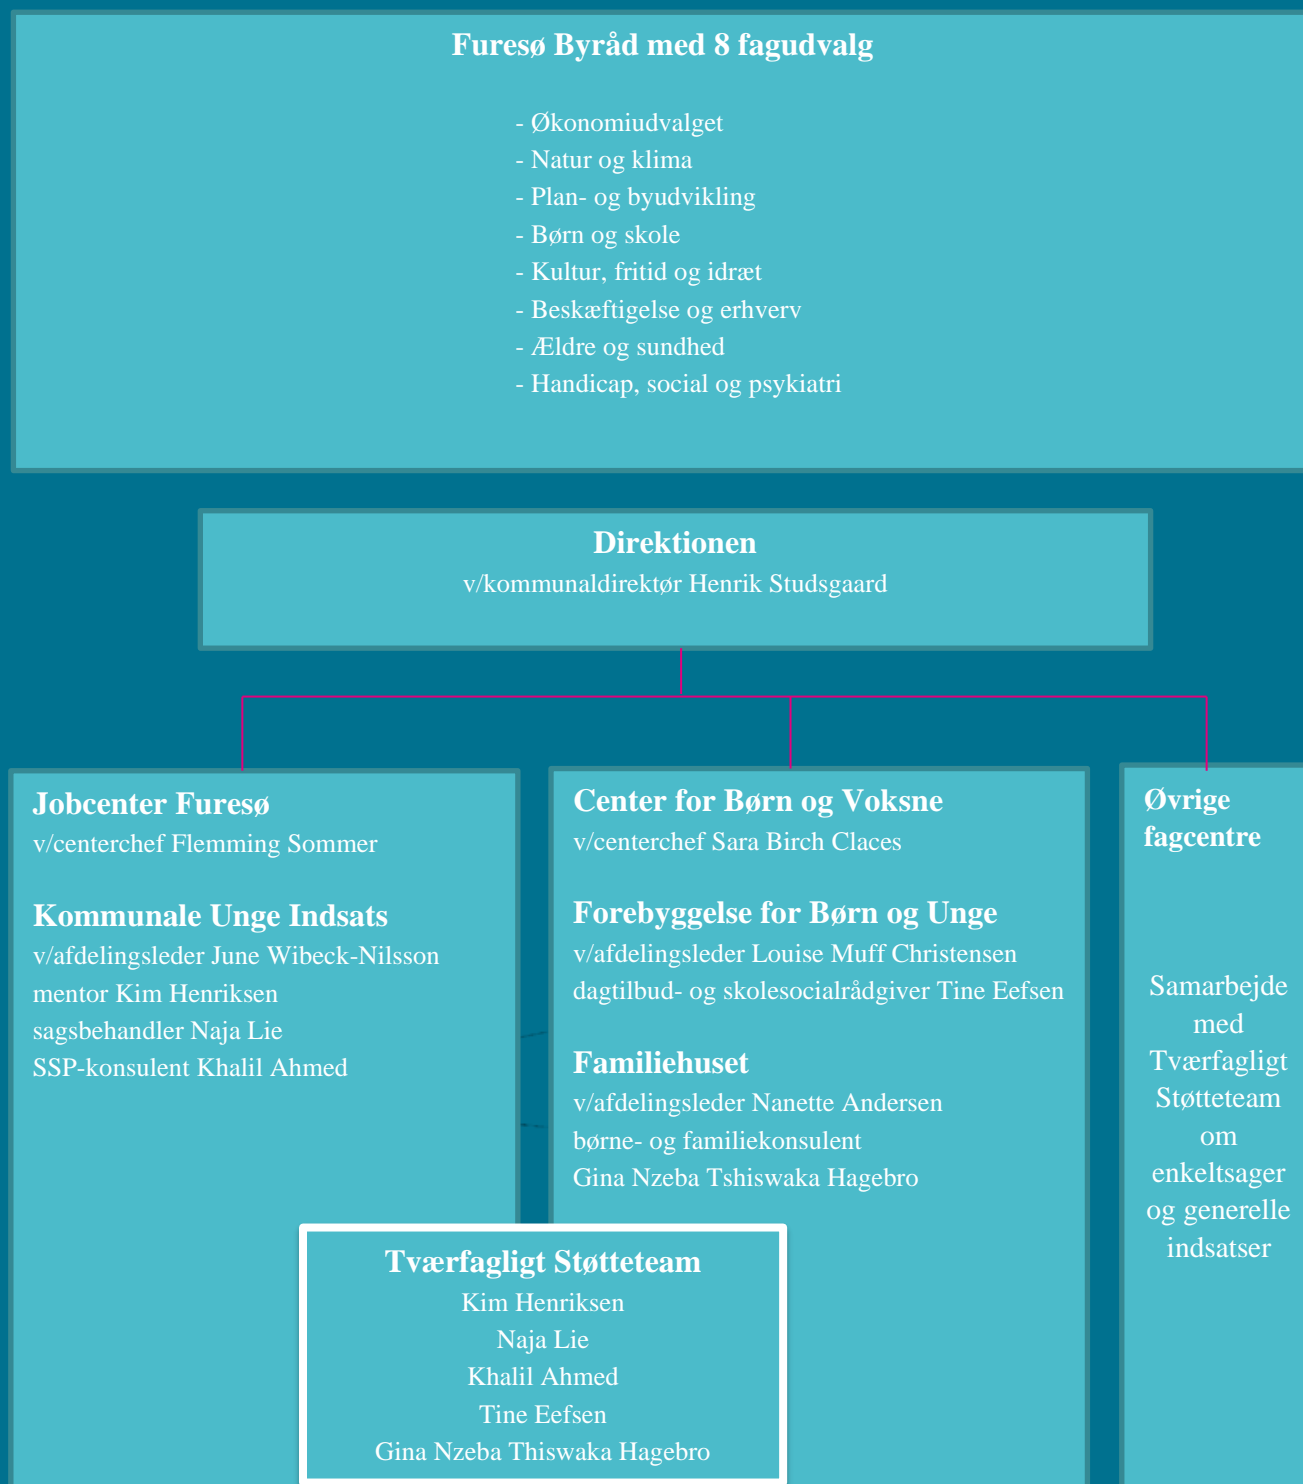 Furesø Byråd med 8 fagudvalg
- Økonomiudvalget
- Natur og klima
- Plan- og byudvikling
- Børn og skole
- Kultur, fritid og idræt
- Beskæftigelse og erhverv
- Ældre og sundhed
- Handicap, social og psykiatri
Direktionen
v/kommunaldirektør Henrik Studsgaard
Jobcenter Furesø
v/centerchef Flemming Sommer
Kommunale Unge Indsats
v/afdelingsleder June Wibeck-Nilsson
mentor Kim Henriksen
sagsbehandler Naja Lie
SSP-konsulent Khalil Ahmed
Center for Børn og Voksne
v/centerchef Sara Birch Claces
Forebyggelse for Børn og Unge
v/afdelingsleder Louise Muff Christensen
dagtilbud- og skolesocialrådgiver Tine Eefsen
Familiehuset
v/afdelingsleder Nanette Andersen
børne- og familiekonsulent
Gina Nzeba Tshiswaka Hagebro
Øvrige
fagcentre
Samarbejde
med
Tværfagligt
Støtteteam
om
enkeltsager
og generelle
indsatser
Tværfagligt Støtteteam
Kim Henriksen
Naja Lie
Khalil Ahmed
Tine Eefsen
Gina Nzeba Thiswaka Hagebro